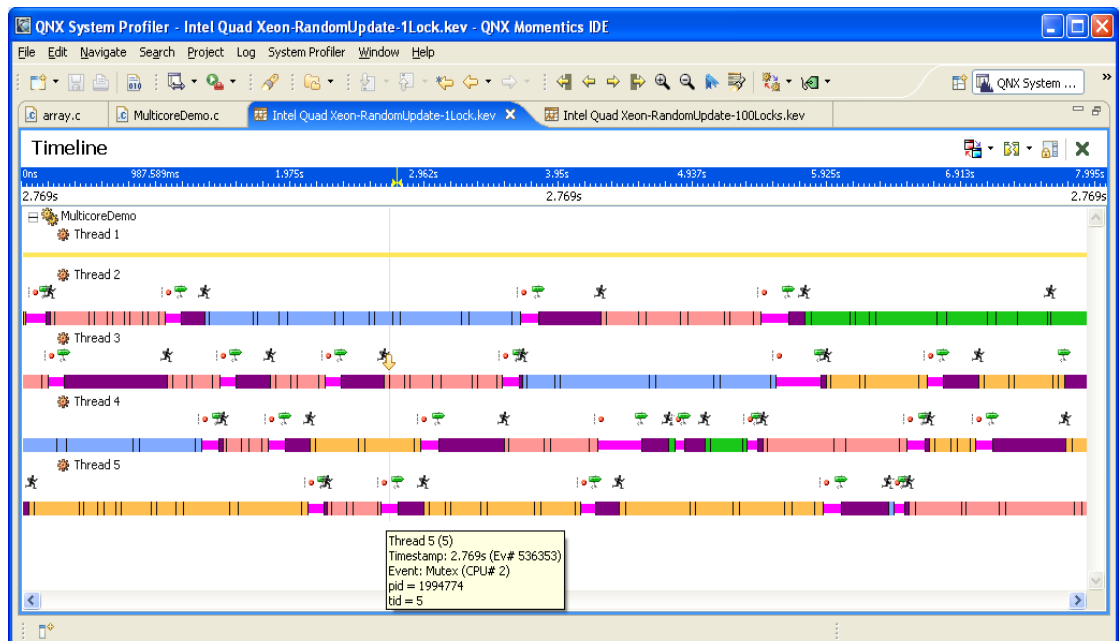 QNX System Profiler - Intel Quad Xeon-RandomUpdate-1Lock.kev - QNX Momentics IDE
File Edit Navigate Search Project Log System Profiler Window Help
QNX System ... »
array.c MulticoreDemo.c Intel Quad Xeon-RandomUpdate-1Lock.kev Intel Quad Xeon-RandomUpdate-100Locks.kev
Timeline
0ns 987.589ms 1.975s 2.962s 3.95s 4.937s 5.925s 6.913s 7.995s
2.769s 2.769s 2.769s
MulticoreDemo
Thread 1
Thread 2
Thread 3
Thread 4
Thread 5
Thread 5 (5)
Timestamp: 2.769s (Ev# 536353)
Event: Mutex (CPU# 2)
pid = 1994774
tid = 5